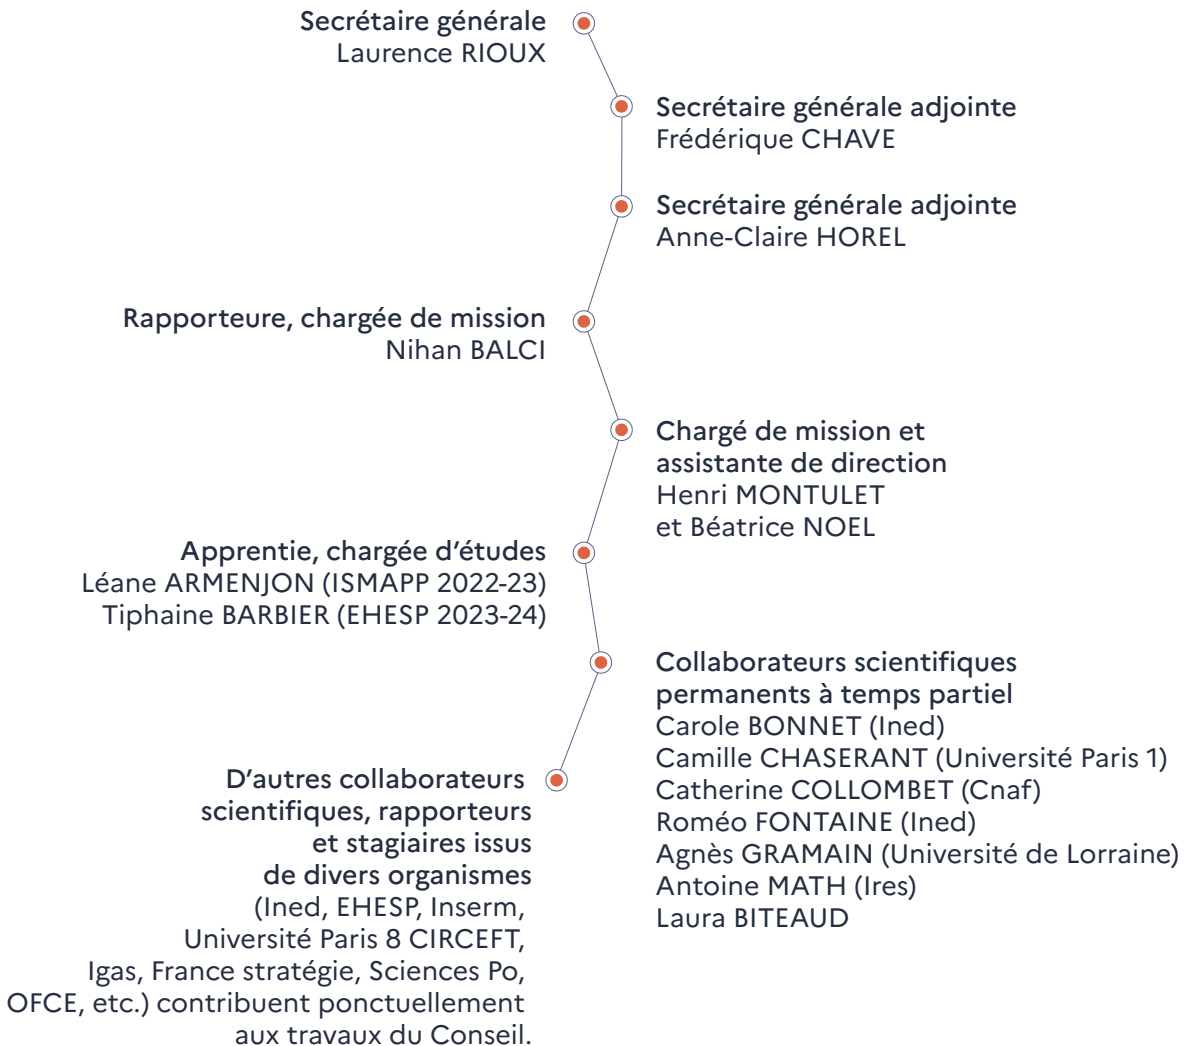 Secrétaire générale
Laurence RIOUX
Secrétaire générale adjointe
Frédérique CHAVE
Secrétaire générale adjointe
Anne-Claire HOREL
Rapporteure, chargée de mission
Nihan BALCI
Chargé de mission et
assistante de direction
Henri MONTULET
et Béatrice NOEL
Apprentie, chargée d’études
Léane ARMENJON (ISMAPP 2022-23)
Tiphaine BARBIER (EHESP 2023-24)
Collaborateurs scientifiques
permanents à temps partiel
Carole BONNET (Ined)
Camille CHASERANT (Université Paris 1)
Catherine COLLOMBET (Cnaf)
Roméo FONTAINE (Ined)
Agnès GRAMAIN (Université de Lorraine)
Antoine MATH (Ires)
Laura BITEAUD
D’autres collaborateurs
scientifiques, rapporteurs
et stagiaires issus
de divers organismes
(Ined, EHESP, Inserm,
Université Paris 8 CIRCEFT,
Igas, France stratégie, Sciences Po,
OFCE, etc.) contribuent ponctuellement
aux travaux du Conseil.